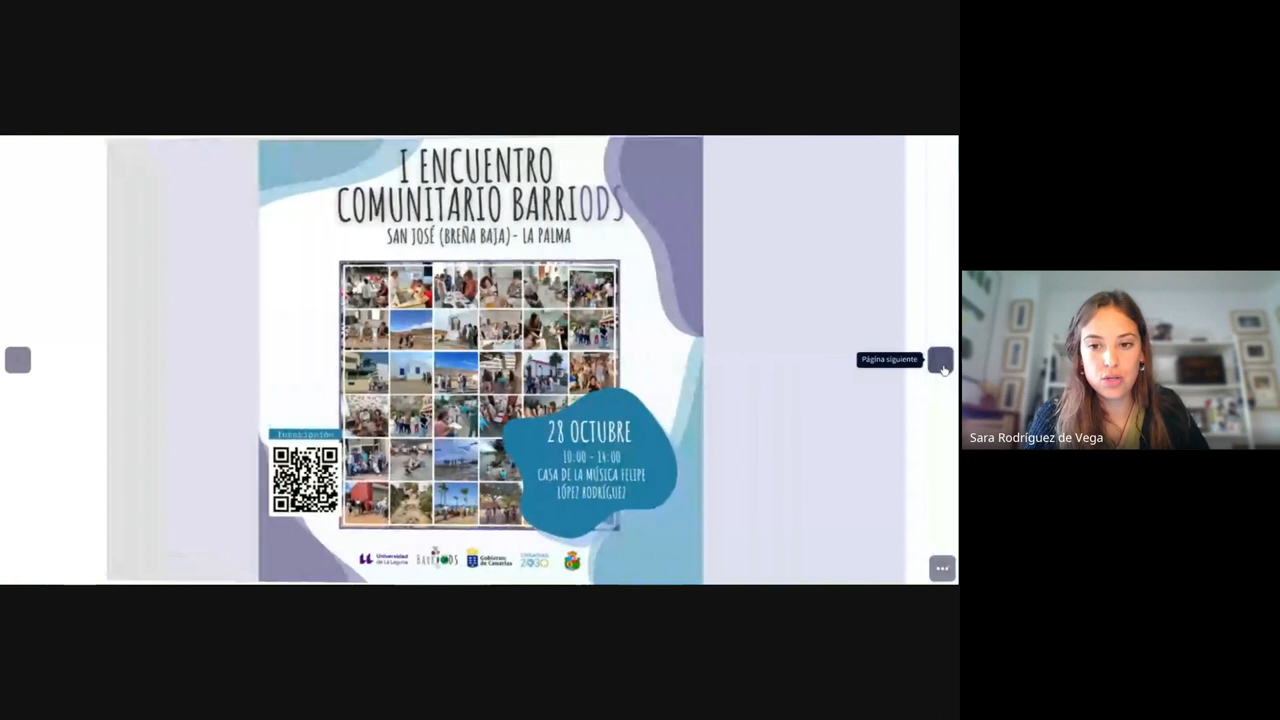 I ENCUENTRO
COMUNITARIO BARRIODS
SAN JOSÉ (BREÑA BAJA)- LA PALMA
Inscripción
28 OCTUBRE
10:00 - 14:00
CASA DE LA MÚSICA FELIPE
LÓPEZ RODRÍGUEZ
Universidad
de La Laguna
BARRIODS
Gobierno
de Canarias
2030
Página siguiente
Sara Rodríguez de Vega